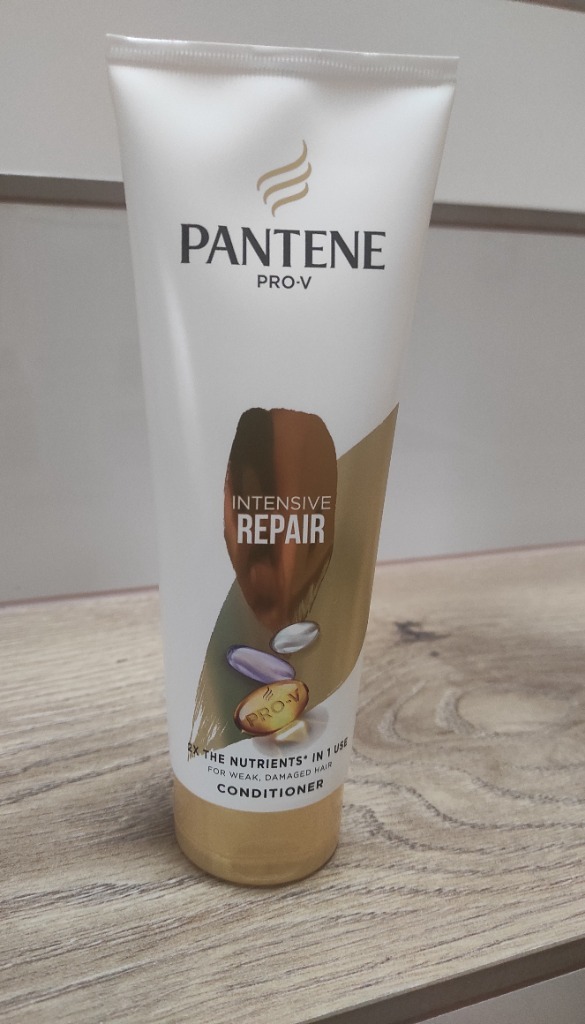 PANTENE
PRO-V
INTENSIVE
REPAIR
PRO-V
2X THE NUTRIENTS* IN 1 USE
FOR WEAK, DAMAGED HAIR
CONDITIONER